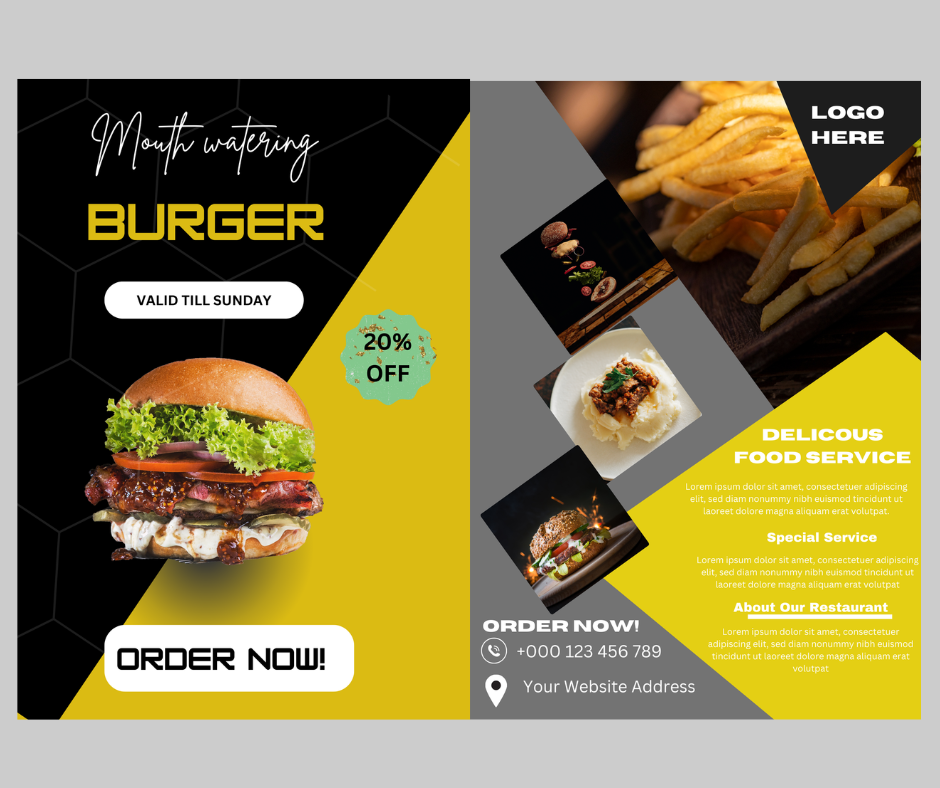 Mouth watering
BURGER
VALID TILL SUNDAY
20%
OFF
ORDER NOW!
LOGO
HERE
DELICOUS
FOOD SERVICE
Lorem ipsum dolor sit amet, consectetuer adipiscing
elit, sed diam nonummy nibh euismod tincidunt ut
laoreet dolore magna aliquam erat volutpat.
Special Service
Lorem ipsum dolor sit amet, consectetuer adipiscing
elit, sed diam nonummy nibh euismod tincidunt ut
laoreet dolore magna aliquam erat volutpat
About Our Restaurant
Lorem ipsum dolor sit amet, consectetuer
adipiscing elit, sed diam nonummy nibh euismod
tincidunt ut laoreet dolore magna aliquam erat
volutpat
ORDER NOW!
+000 123 456 789
Your Website Address